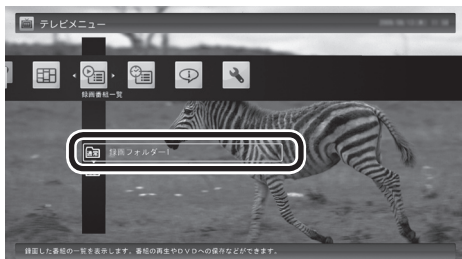 テレビメニュー
録画番組一覧
通常
録画フォルダー1
録画した番組の一覧を表示します。番組の再生やDVDへの保存などができます。